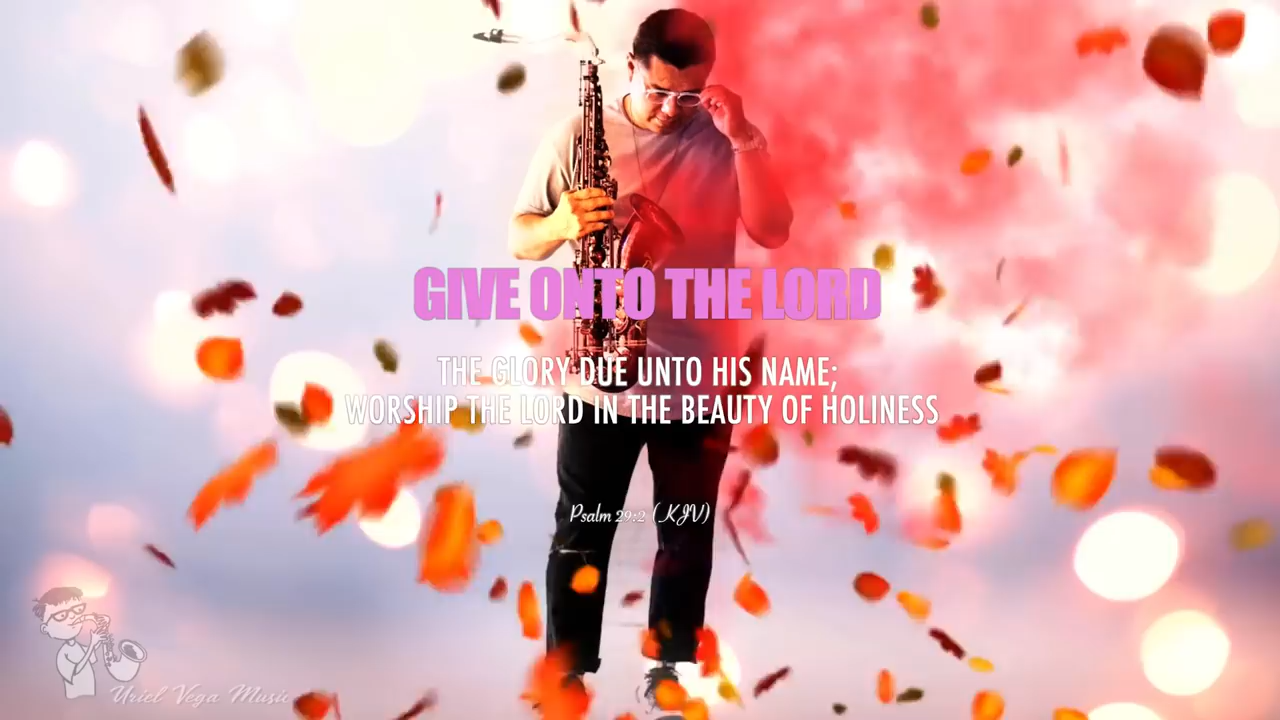 GIVE ONTO THE LORD
THE GLORY DUE UNTO HIS NAME;
WORSHIP THE LORD IN THE BEAUTY OF HOLINESS
Psalm 29:2 (KJV)
Uriel Vega Music